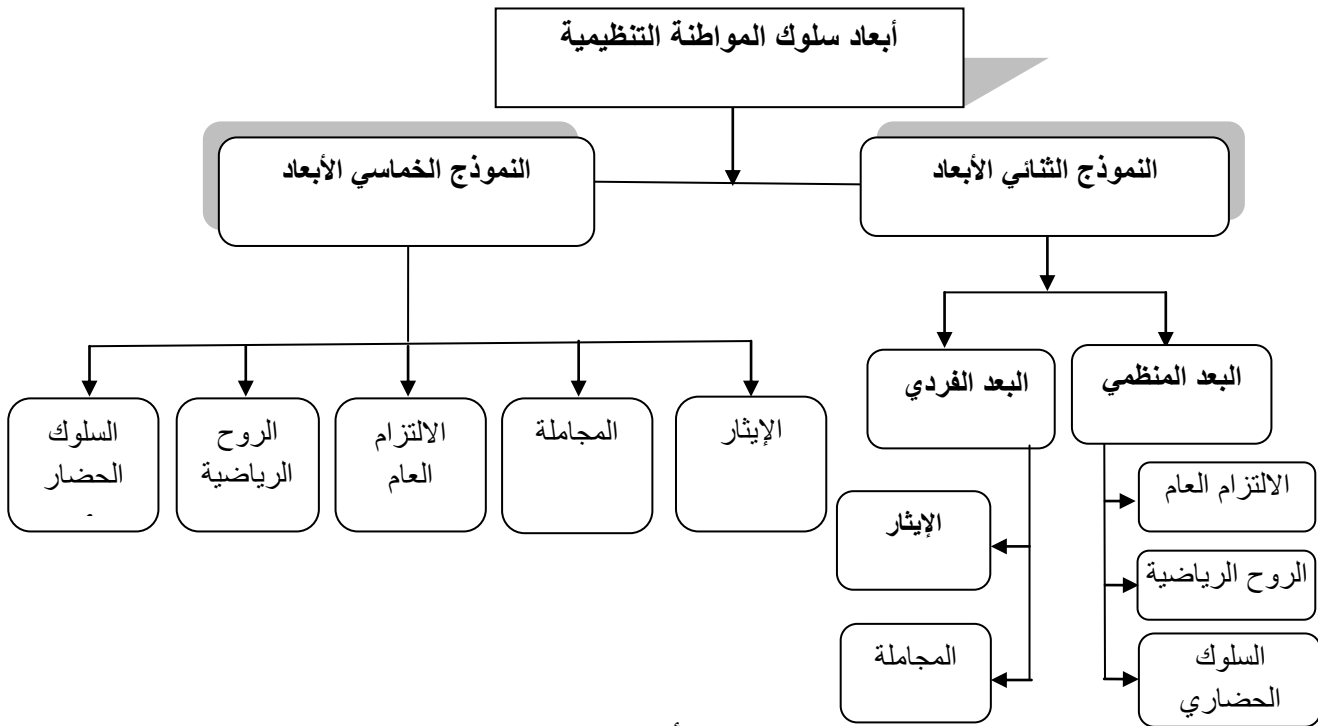 أبعاد سلوك المواطنة التنظيمية
النموذج الثنائي الأبعاد
النموذج الخماسي الأبعاد
البعد المنظمي
البعد الفردي
الالتزام العام
الروح الرياضية
السلوك
الحضاري
الإيثار
المجاملة
الإيثار
المجاملة
الالتزام
العام
الروح
الرياضية
السلوك
الحضار